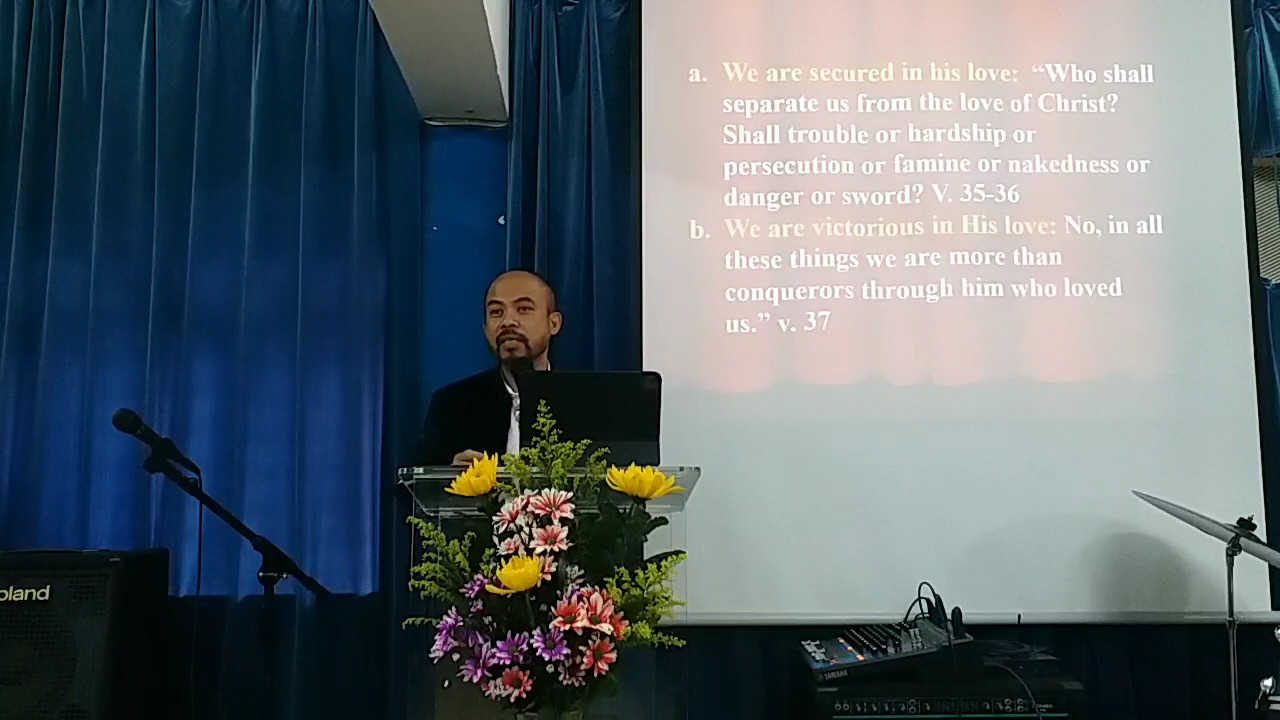 a. We are secured in his love: “Who shall
separate us from the love of Christ?
Shall trouble or hardship or
persecution or famine or nakedness or
danger or sword? V. 35-36
b. We are victorious in His love: No, in all
these things we are more than
conquerors through him who loved
us.” v. 37
oland
YAMAHA